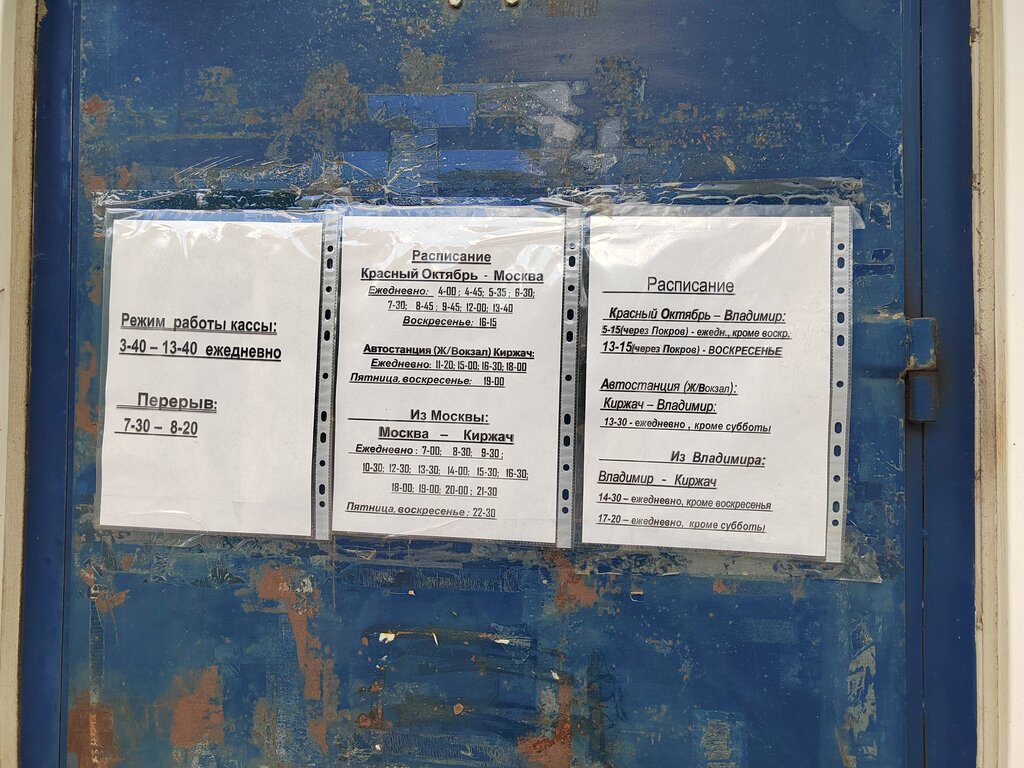 Режим работы кассы:
3-40 – 13-40 ежедневно
Перерыв:
7-30 – 8-20
Расписание
Красный Октябрь - Москва
Ежедневно: 4-00 ; 4-45; 5-35 ; 6-30;
7-30; 8-45 ; 9-45; 12-00; 13-40
Воскресенье: 16-15
Автостанция (Ж/Вокзал) Киржач:
Ежедневно: 11-20; 15-00; 16-30; 18-00
Пятница, воскресенье: 19-00
Из Москвы:
Москва – Киржач
Ежедневно : 7-00; 8-30; 9-30 ;
10-30; 12-30; 13-30; 14-00; 15-30; 16-30;
18-00; 19-00; 20-00 ; 21-30
Пятница, воскресенье : 22-30
Расписание
Красный Октябрь – Владимир:
5-15(через Покров) - ежедн., кроме воскр.
13-15(через Покров) - ВОСКРЕСЕНЬЕ
Автостанция (Ж/Вокзал):
Киржач – Владимир:
13-30 - ежедневно , кроме субботы
Из Владимира:
Владимир - Киржач
14-30 – ежедневно, кроме воскресенья
17-20 – ежедневно, кроме субботы